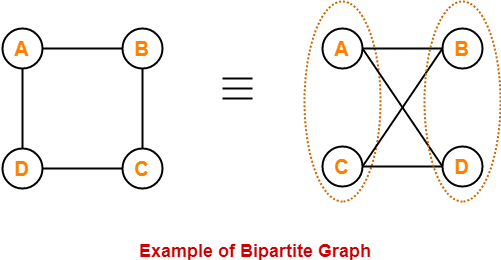 A B A B
D C C D
Example of Bipartite Graph